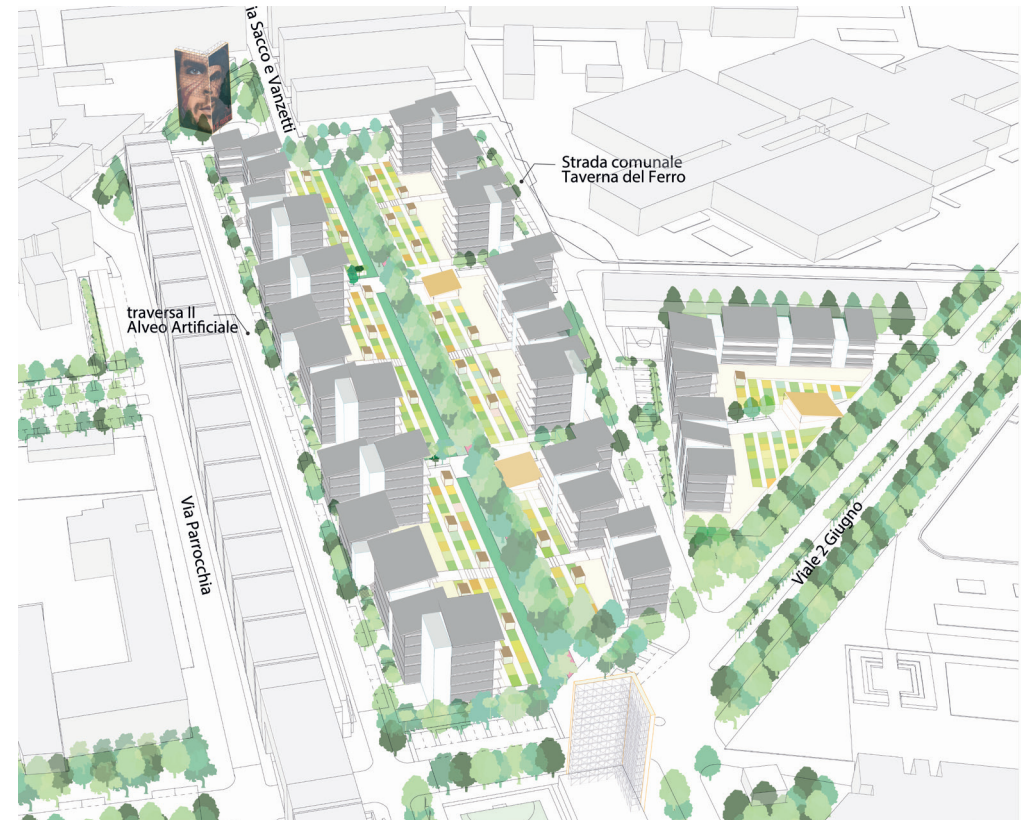 ia Sacco e Vanzetti
Strada comunale
Taverna del Ferro
traversa II
Alveo Artificiale
Via Parrocchia
Viale 2 Giugno